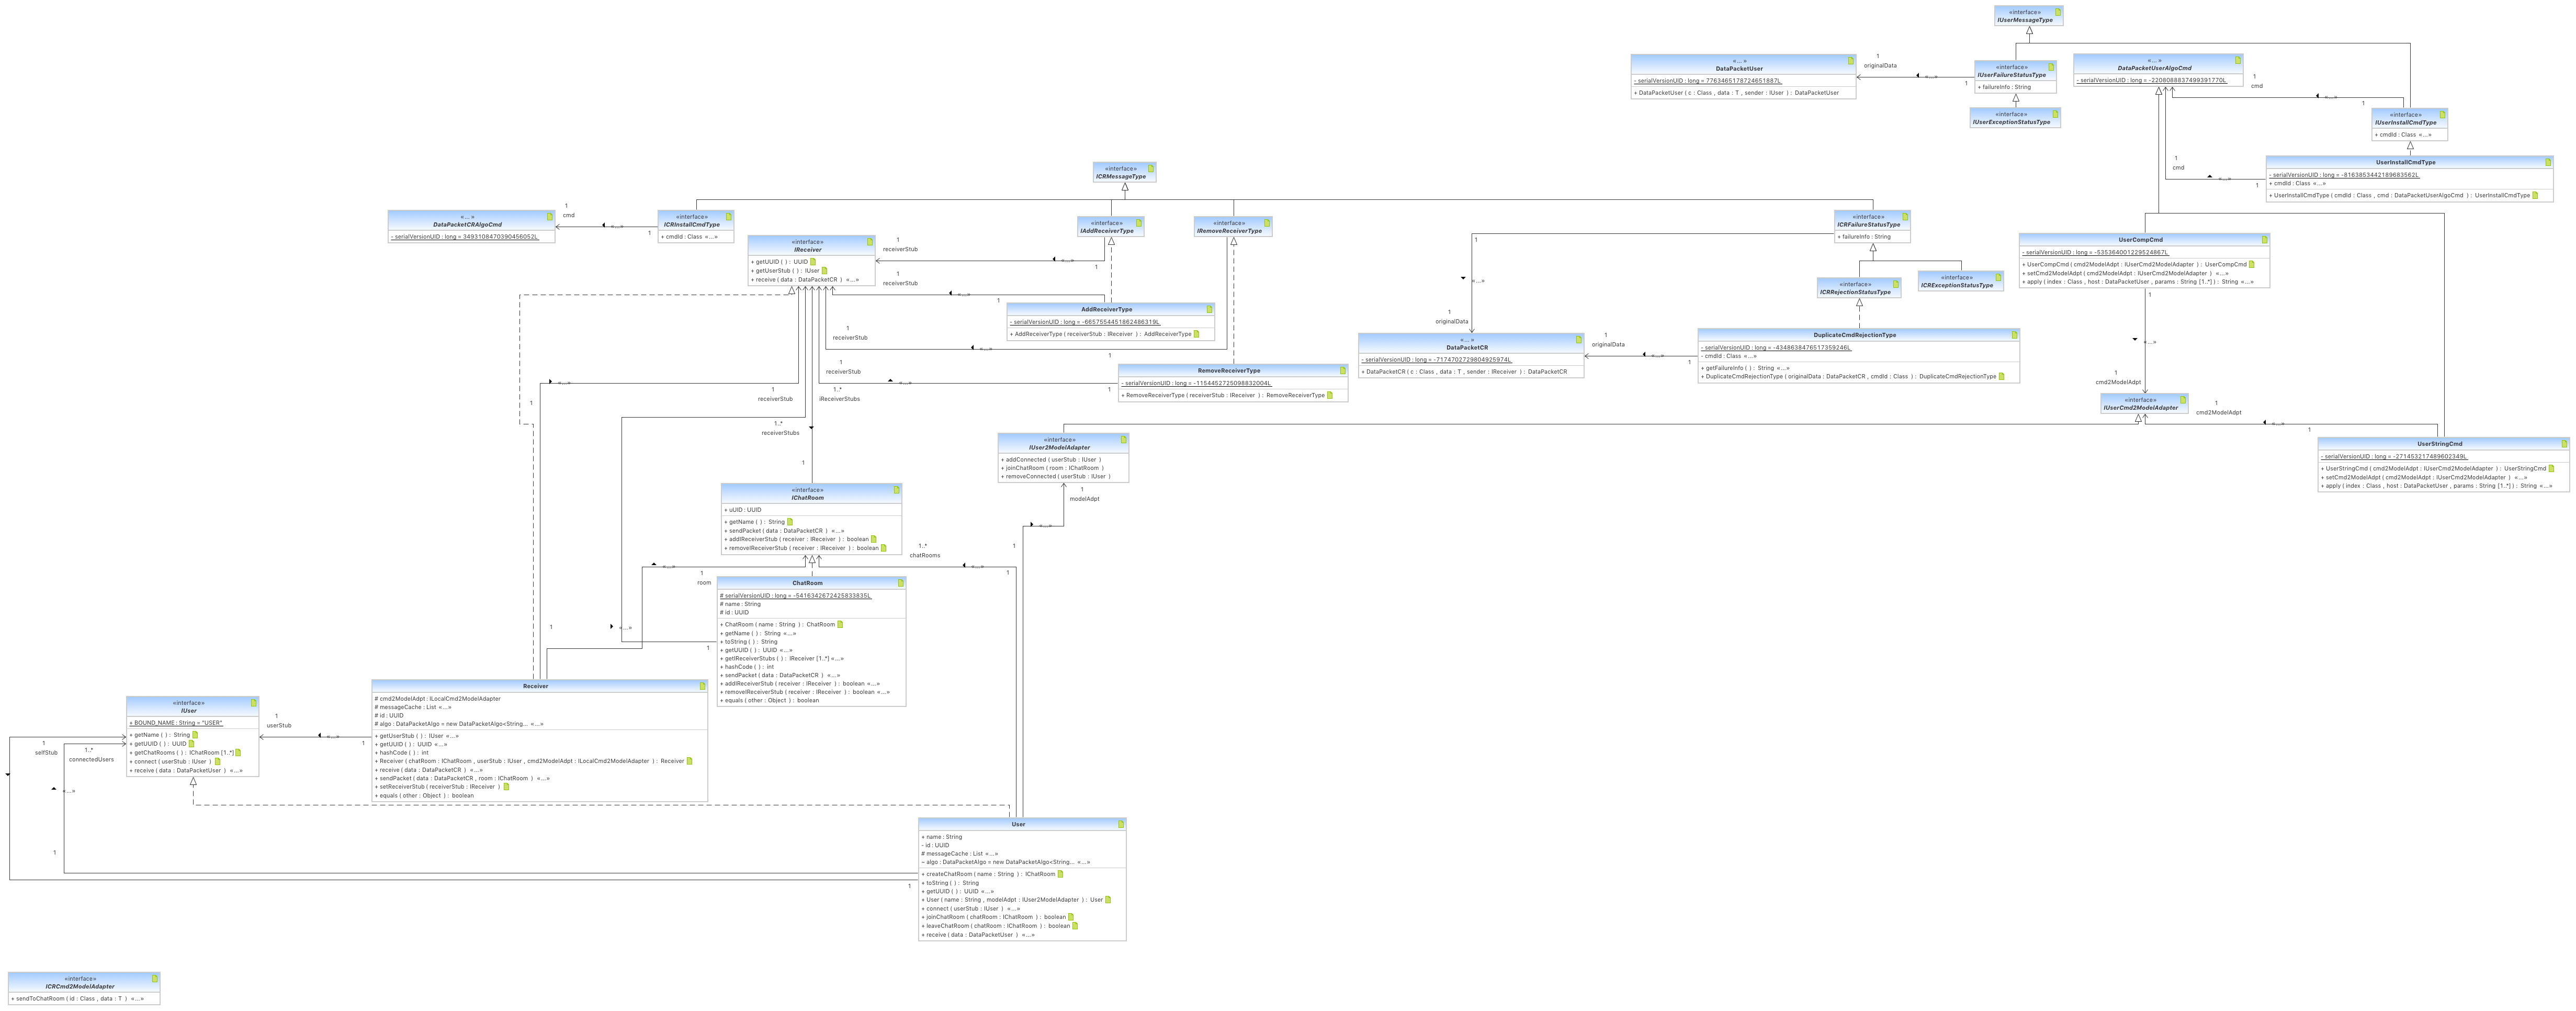 «interface»
IUserMessageType
«...»
DataPacketUser
- serialVersionUID : long = 7763465178724651887L
+ DataPacketUser ( c : Class , data : T , sender : IUser ) : DataPacketUser
1
originalData
«...»
1
«interface»
IUserFailureStatusType
+ failureInfo : String
«interface»
IUserExceptionStatusType
«...»
DataPacketUserAlgoCmd
- serialVersionUID : long = -2208088837499391770L
1
cmd
«...»
1
«interface»
IUserInstallCmdType
+ cmdId : Class «...»
1
cmd
«...»
1
UserInstallCmdType
- serialVersionUID : long = -8163853442189683562L
+ cmdId : Class «...»
+ UserInstallCmdType ( cmdId : Class , cmd : DataPacketUserAlgoCmd ) : UserInstallCmdType
«interface»
ICRMessageType
«...»
DataPacketCRAlgoCmd
- serialVersionUID : long = 3493108470390456052L
1
cmd
«...»
1
«interface»
ICRInstallCmdType
+ cmdId : Class «...»
«interface»
IReceiver
+ getUUID ( ) : UUID
+ getUserStub ( ) : IUser
+ receive ( data : DataPacketCR ) «...»
1
receiverStub
«...»
1
1
receiverStub
«...»
1
«interface»
IAddReceiverType
«interface»
IRemoveReceiverType
AddReceiverType
- serialVersionUID : long = -6657554451862486319L
+ AddReceiverType ( receiverStub : IReceiver ) : AddReceiverType
1
receiverStub
«...»
1
1
receiverStub
«...»
1
RemoveReceiverType
- serialVersionUID : long = -1154452725098832004L
+ RemoveReceiverType ( receiverStub : IReceiver ) : RemoveReceiverType
«interface»
ICRFailureStatusType
+ failureInfo : String
1
«...»
1
originalData
«interface»
ICRRejectionStatusType
«interface»
ICRExceptionStatusType
«...»
DataPacketCR
- serialVersionUID : long = -7174702729804925974L
+ DataPacketCR ( c : Class , data : T , sender : IReceiver ) : DataPacketCR
1
originalData
«...»
1
DuplicateCmdRejectionType
- serialVersionUID : long = -4348638476517359246L
- cmdId : Class «...»
+ getFailureInfo ( ) : String «...»
+ DuplicateCmdRejectionType ( originalData : DataPacketCR , cmdId : Class ) : DuplicateCmdRejectionType
UserCompCmd
- serialVersionUID : long = -535364001229524867L
+ UserCompCmd ( cmd2ModelAdpt : IUserCmd2ModelAdapter ) : UserCompCmd
+ setCmd2ModelAdpt ( cmd2ModelAdpt : IUserCmd2ModelAdapter ) «...»
+ apply ( index : Class , host : DataPacketUser , params : String [1..*] ) : String «...»
1
«...»
1
cmd2ModelAdpt
«interface»
IUserCmd2ModelAdapter
1
cmd2ModelAdpt
«...»
1
UserStringCmd
- serialVersionUID : long = -271453217489602349L
+ UserStringCmd ( cmd2ModelAdpt : IUserCmd2ModelAdapter ) : UserStringCmd
+ setCmd2ModelAdpt ( cmd2ModelAdpt : IUserCmd2ModelAdapter ) «...»
+ apply ( index : Class , host : DataPacketUser , params : String [1..*] ) : String «...»
«...»
1
1
receiverStub
1..*
iReceiverStubs
1..*
receiverStubs
1
«interface»
IUser2ModelAdapter
+ addConnected ( userStub : IUser )
+ joinChatRoom ( room : IChatRoom )
+ removeConnected ( userStub : IUser )
1
modelAdpt
«...»
1
«interface»
IChatRoom
+ uUID : UUID
+ getName ( ) : String
+ sendPacket ( data : DataPacketCR ) «...»
+ addIReceiverStub ( receiver : IReceiver ) : boolean
+ removeIReceiverStub ( receiver : IReceiver ) : boolean
1..*
chatRooms
«...»
1
«...»
1
room
1
ChatRoom
# serialVersionUID : long = -5416342672425833835L
# name : String
# id : UUID
+ ChatRoom ( name : String ) : ChatRoom
+ getName ( ) : String «...»
+ toString ( ) : String
+ getUUID ( ) : UUID «...»
+ getIReceiverStubs ( ) : IReceiver [1..*] «...»
+ hashCode ( ) : int
+ sendPacket ( data : DataPacketCR ) «...»
+ addIReceiverStub ( receiver : IReceiver ) : boolean «...»
+ removeIReceiverStub ( receiver : IReceiver ) : boolean «...»
+ equals ( other : Object ) : boolean
«...»
1
Receiver
# cmd2ModelAdpt : ILocalCmd2ModelAdapter
# messageCache : List «...»
# id : UUID
# algo : DataPacketAlgo = new DataPacketAlgo<String... «...»
+ getUserStub ( ) : IUser «...»
+ getUUID ( ) : UUID «...»
+ hashCode ( ) : int
+ Receiver ( chatRoom : IChatRoom , userStub : IUser , cmd2ModelAdpt : ILocalCmd2ModelAdapter ) : Receiver
+ receive ( data : DataPacketCR ) «...»
+ sendPacket ( data : DataPacketCR , room : IChatRoom ) «...»
+ setReceiverStub ( receiverStub : IReceiver )
+ equals ( other : Object ) : boolean
«interface»
IUser
+ BOUND_NAME : String = "USER"
+ getName ( ) : String
+ getUUID ( ) : UUID
+ getChatRooms ( ) : IChatRoom [1..*]
+ connect ( userStub : IUser )
+ receive ( data : DataPacketUser ) «...»
1
userStub
«...»
1
1
selfStub
1..*
connectedUsers
«...»
1
1
User
+ name : String
- id : UUID
# messageCache : List «...»
~ algo : DataPacketAlgo = new DataPacketAlgo<String... «...»
+ createChatRoom ( name : String ) : IChatRoom
+ toString ( ) : String
+ getUUID ( ) : UUID «...»
+ User ( name : String , modelAdpt : IUser2ModelAdapter ) : User
+ connect ( userStub : IUser ) «...»
+ joinChatRoom ( chatRoom : IChatRoom ) : boolean
+ leaveChatRoom ( chatRoom : IChatRoom ) : boolean
+ receive ( data : DataPacketUser ) «...»
«interface»
ICRCmd2ModelAdapter
+ sendToChatRoom ( id : Class , data : T ) «...»